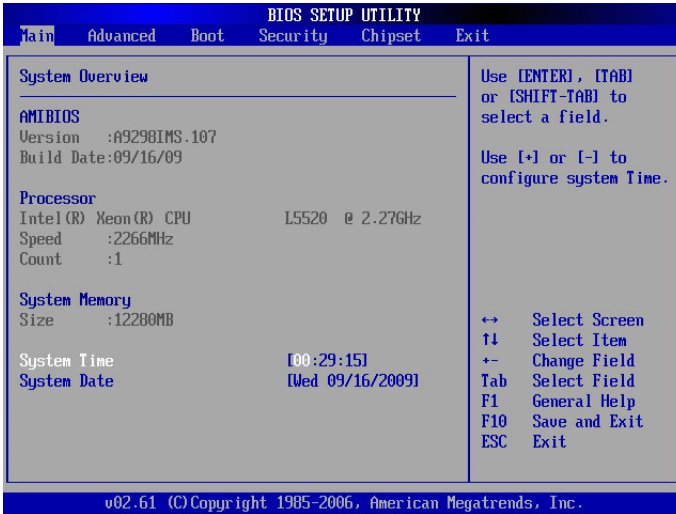 BIOS SETUP UTILITY
Main Advanced Boot Security Chipset Exit
System Overview
AMIBIOS
Version :A9298IMS.107
Build Date:09/16/09
Processor
Intel(R) Xeon(R) CPU L5520 @ 2.27GHz
Speed :2266MHz
Count :1
System Memory
Size :12280MB
System Time [00:29:15]
System Date [Wed 09/16/2009]
Use [ENTER], [TAB]
or [SHIFT-TAB] to
select a field.
Use [+] or [-] to
configure system Time.
↔ Select Screen
↑↓ Select Item
+- Change Field
Tab Select Field
F1 General Help
F10 Save and Exit
ESC Exit
v02.61 (C)Copyright 1985-2006, American Megatrends, Inc.